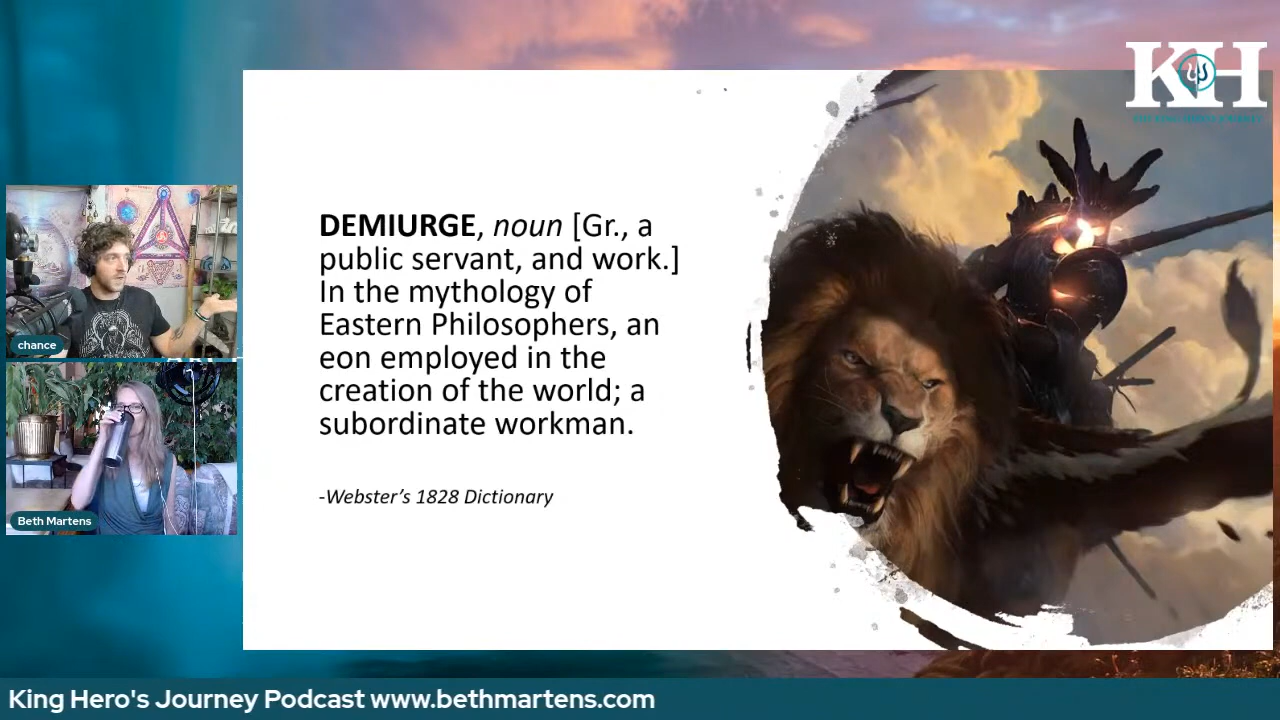 KH
DEMIURGE, noun [Gr., a
public servant, and work.]
In the mythology of
Eastern Philosophers, an
eon employed in the
creation of the world; a
subordinate workman.
-Webster's 1828 Dictionary
chance
Beth Martens
King Hero's Journey Podcast www.bethmartens.com